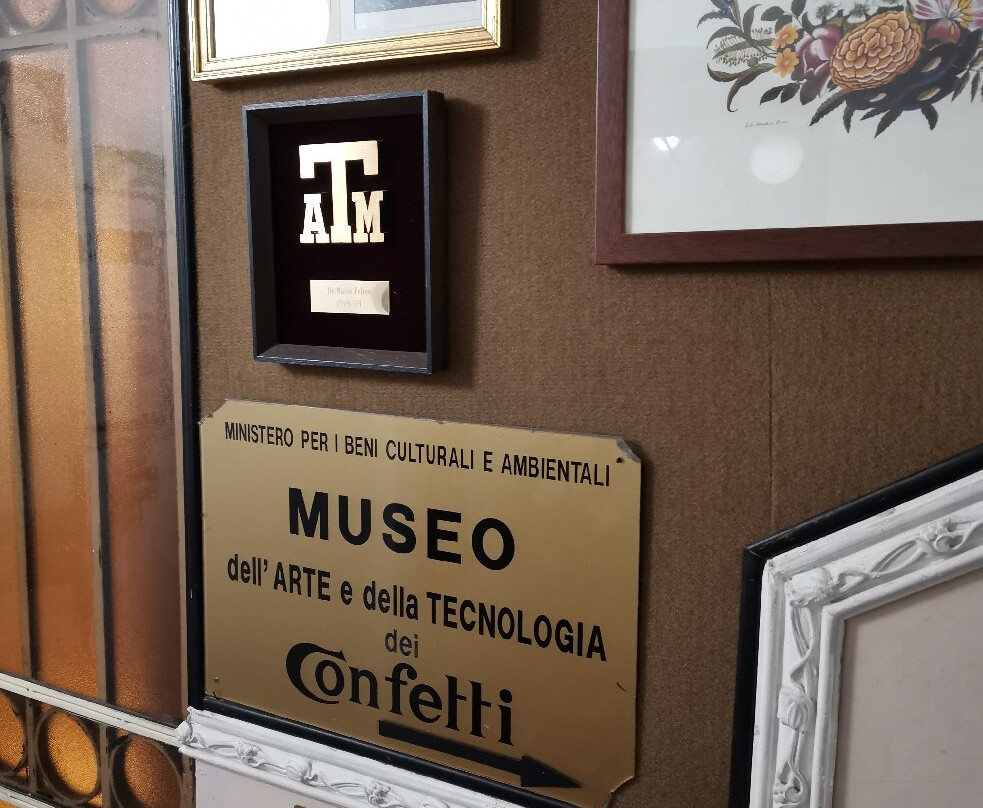 ATM
MINISTERO PER I BENI CULTURALI E AMBIENTALI
MUSEO
dell'ARTE e della TECNOLOGIA
dei
Confetti